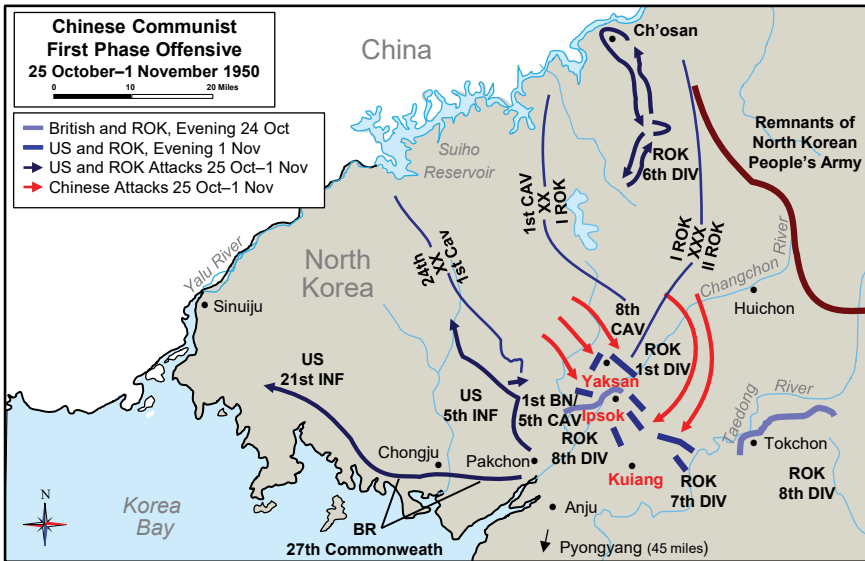 Chinese Communist
First Phase Offensive
25 October–1 November 1950
0 10 20 Miles
British and ROK, Evening 24 Oct
US and ROK, Evening 1 Nov
US and ROK Attacks 25 Oct–1 Nov
Chinese Attacks 25 Oct–1 Nov
China
Ch'osan
Remnants of
North Korean
People's Army
Suiho
Reservoir
ROK
6th DIV
1st CAV
XX
I ROK
I ROK
XXX
II ROK
24th
XX
1st Cav
Yalu River
North
Korea
Changchon River
Sinuiju
Huichon
8th
CAV
ROK
1st DIV
US
21st INF
Yaksan
US
5th INF
1st BN/
5th CAV
Ipsok
Taedong River
ROK
8th DIV
Tokchon
Chongju
Pakchon
Kuiang
ROK
7th DIV
ROK
8th DIV
N
Korea
Bay
Anju
BR
27th Commonweath
Pyongyang (45 miles)